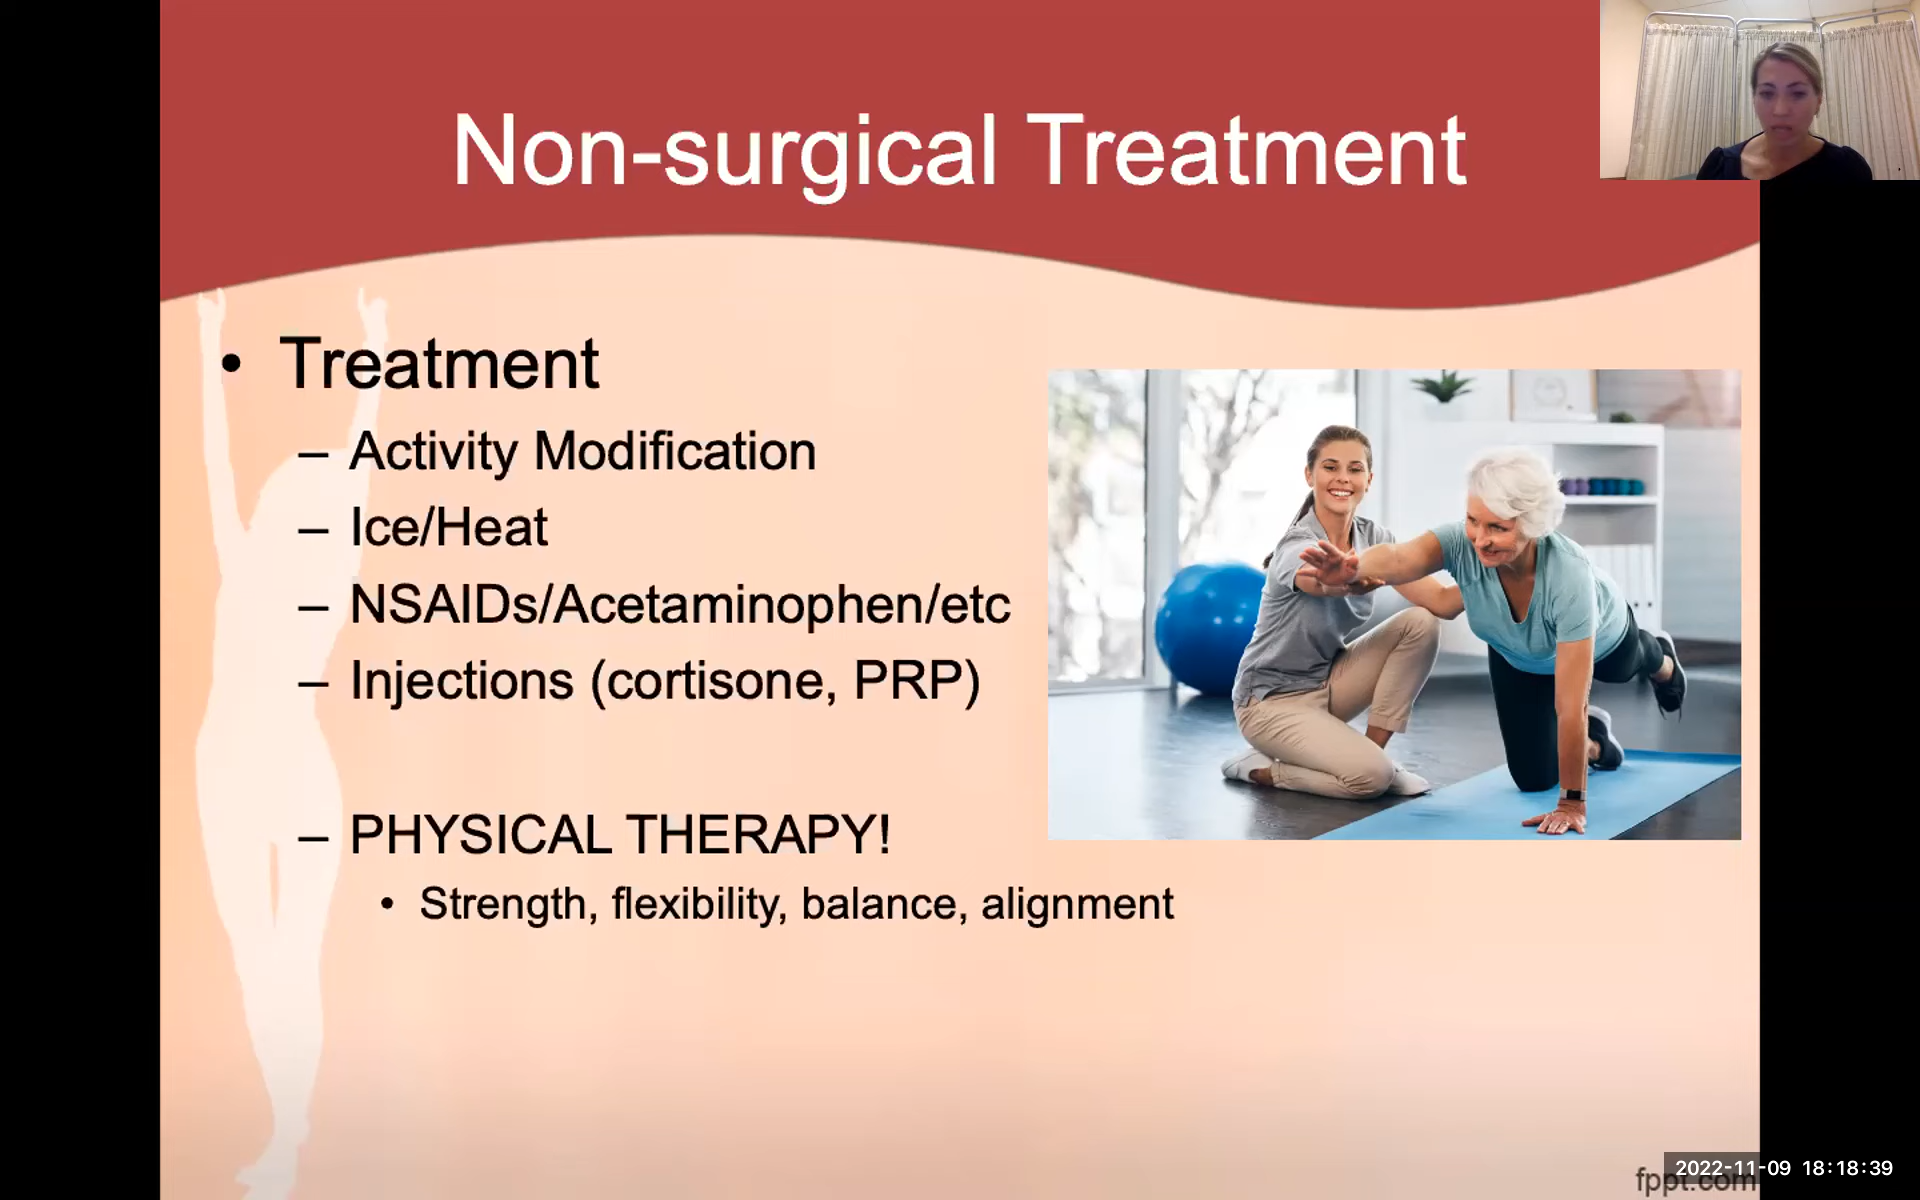 Non-surgical Treatment
• Treatment
– Activity Modification
– Ice/Heat
– NSAIDs/Acetaminophen/etc
– Injections (cortisone, PRP)
– PHYSICAL THERAPY!
• Strength, flexibility, balance, alignment
2022-11-09 18:18:39
fppt.com